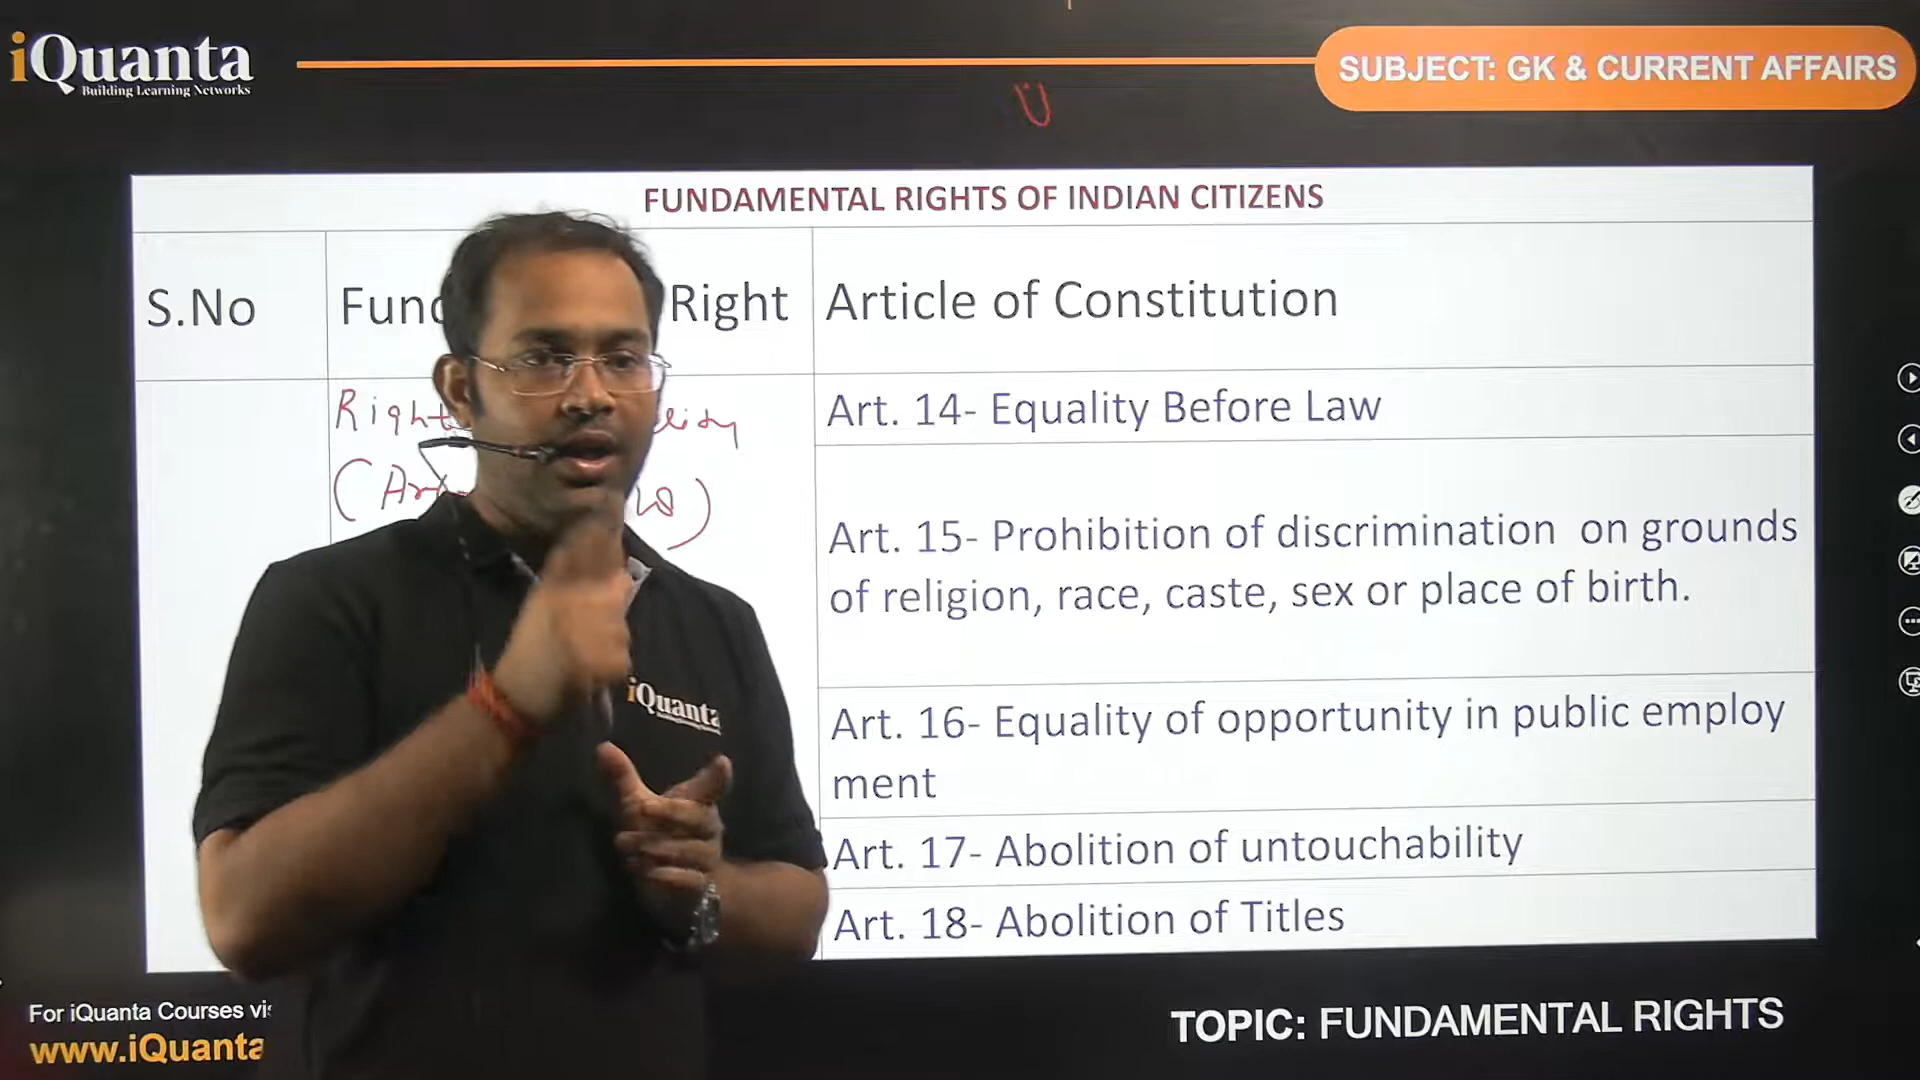 iQuanta
Building Learning Networks
SUBJECT: GK & CURRENT AFFAIRS
U
FUNDAMENTAL RIGHTS OF INDIAN CITIZENS
S.No
Right
Article of Constitution
Art. 14- Equality Before Law
Art. 15- Prohibition of discrimination on grounds
of religion, race, caste, sex or place of birth.
Art. 16- Equality of opportunity in public employ
ment
Art. 17- Abolition of untouchability
Art. 18- Abolition of Titles
iQuanta
For iQuanta Courses
www.iQuanta
TOPIC: FUNDAMENTAL RIGHTS